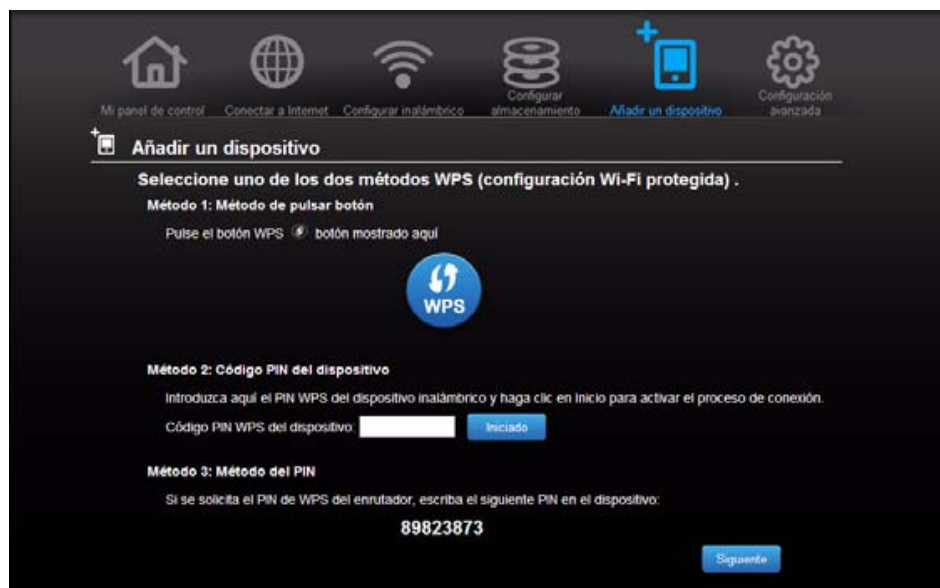 Mi panel de control
Conectar a Internet
Configurar inalámbrico
Configurar
almacenamiento
Añadir un dispositivo
Configuración
avanzada
Añadir un dispositivo
Seleccione uno de los dos métodos WPS (configuración Wi-Fi protegida) .
Método 1: Método de pulsar botón
Pulse el botón WPS botón mostrado aquí
WPS
Método 2: Código PIN del dispositivo
Introduzca aquí el PIN WPS del dispositivo inalámbrico y haga clic en Inicio para activar el proceso de conexión.
Código PIN WPS del dispositivo: Iniciado
Método 3: Método del PIN
Si se solicita el PIN de WPS del enrutador, escriba el siguiente PIN en el dispositivo:
89823873
Siguiente